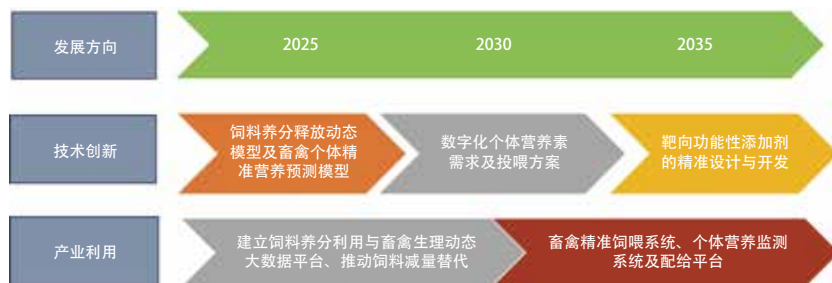 发展方向
2025
2030
2035
技术创新
饲料养分释放动态
模型及畜禽个体精
准营养预测模型
数字化个体营养素
需求及投喂方案
靶向功能性添加剂
的精准设计与开发
产业利用
建立饲料养分利用与畜禽生理动态
大数据平台、推动饲料减量替代
畜禽精准饲喂系统、个体营养监测
系统及配给平台